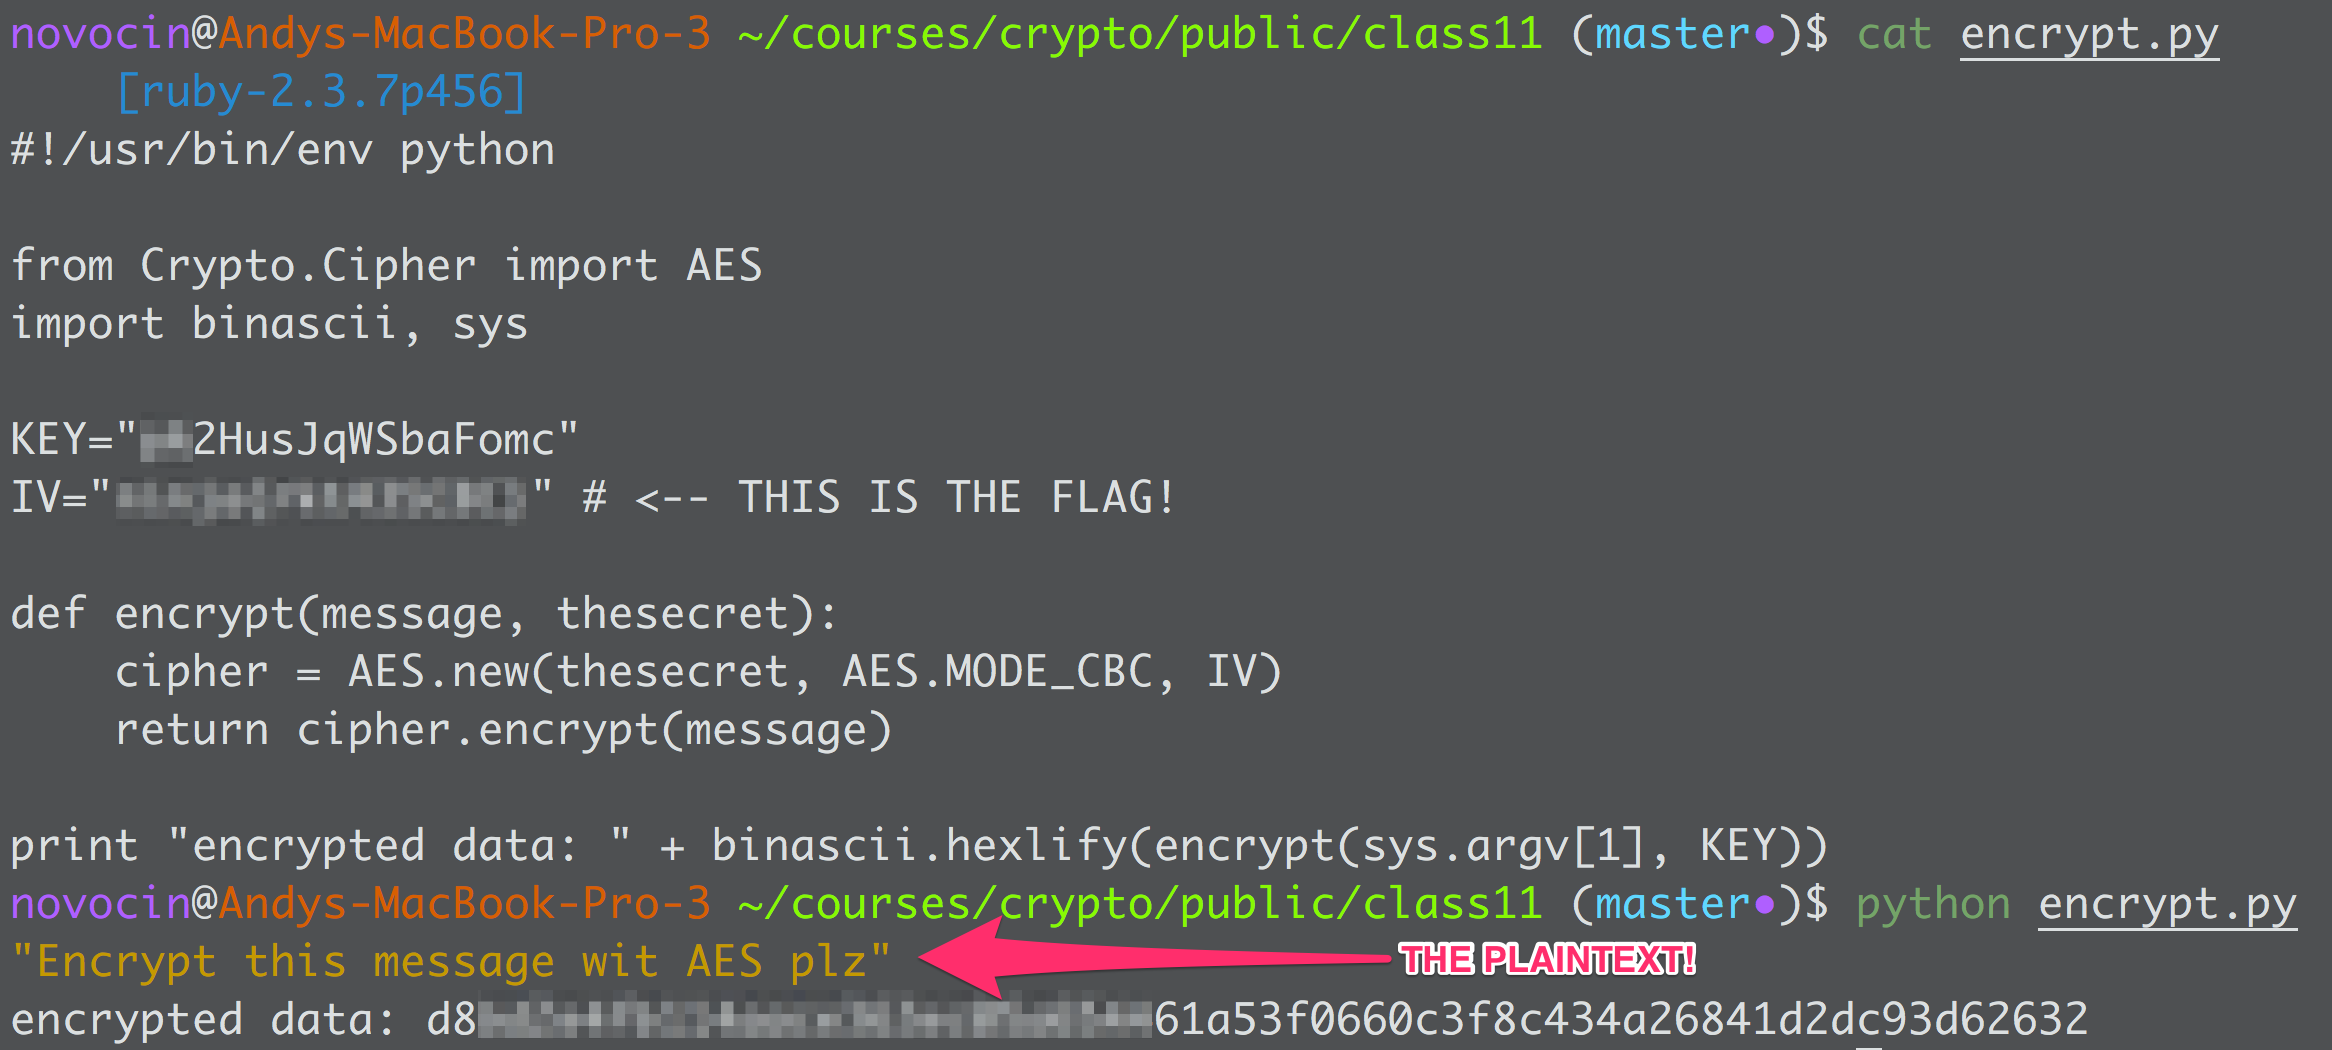 novocin@Andys-MacBook-Pro-3 ~/courses/crypto/public/class11 (master•)$ cat encrypt.py
[ruby-2.3.7p456]
#!/usr/bin/env python
from Crypto.Cipher import AES
import binascii, sys
KEY="2HusJqWSbaFomc"
IV="" # <-- THIS IS THE FLAG!
def encrypt(message, thesecret):
cipher = AES.new(thesecret, AES.MODE_CBC, IV)
return cipher.encrypt(message)
print "encrypted data: " + binascii.hexlify(encrypt(sys.argv[1], KEY))
novocin@Andys-MacBook-Pro-3 ~/courses/crypto/public/class11 (master•)$ python encrypt.py
"Encrypt this message wit AES plz" THE PLAINTEXT!
encrypted data: d8 61a53f0660c3f8c434a26841d2dc93d62632